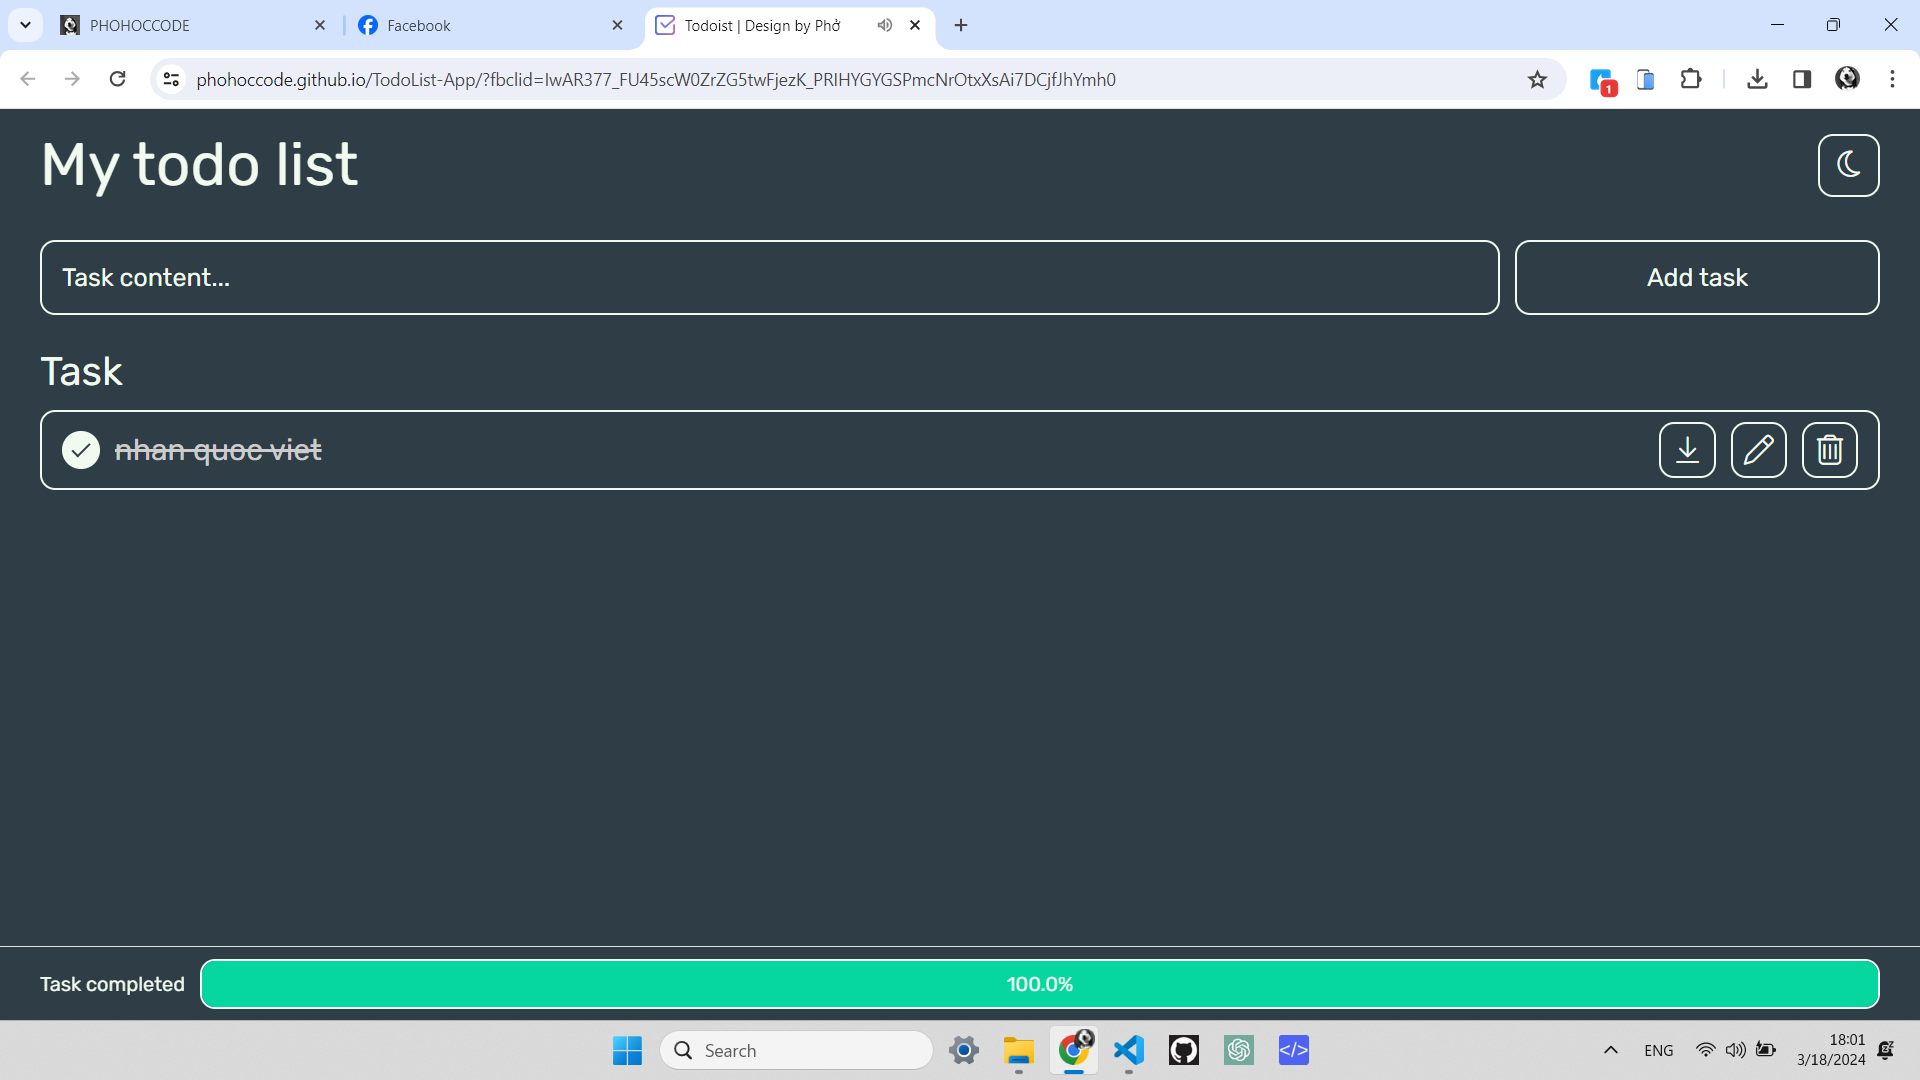 PHOHOCCODE
Facebook
Todoist | Design by Phở
phohoccode.github.io/TodoList-App/?fbclid=IwAR377_FU45scW0ZrZG5twFjezK_PRIHYGYGSPmcNrOtxXsAi7DCjfJhYmh0
1
My todo list
Task content...
Add task
Task
nhan quoc viet
Task completed
100.0%
Search
ENG
18:01
3/18/2024